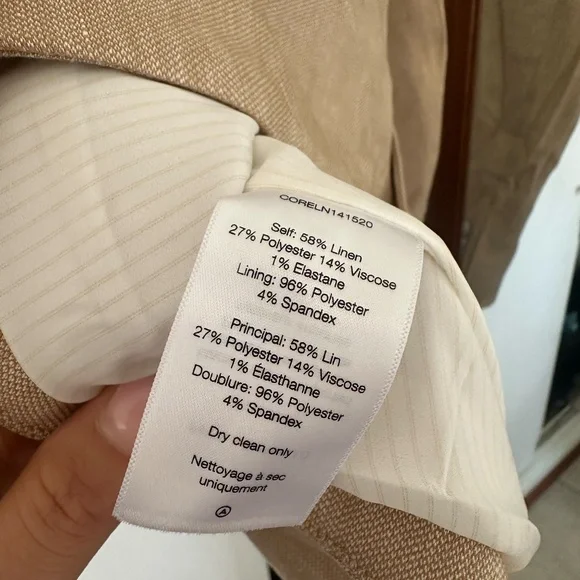 CORELN141520
Self: 58% Linen
27% Polyester 14% Viscose
1% Elastane
Lining: 96% Polyester
4% Spandex
Principal: 58% Lin
27% Polyester 14% Viscose
1% Élasthanne
Doublure: 96% Polyester
4% Spandex
Dry clean only
Nettoyage à sec
uniquement
A